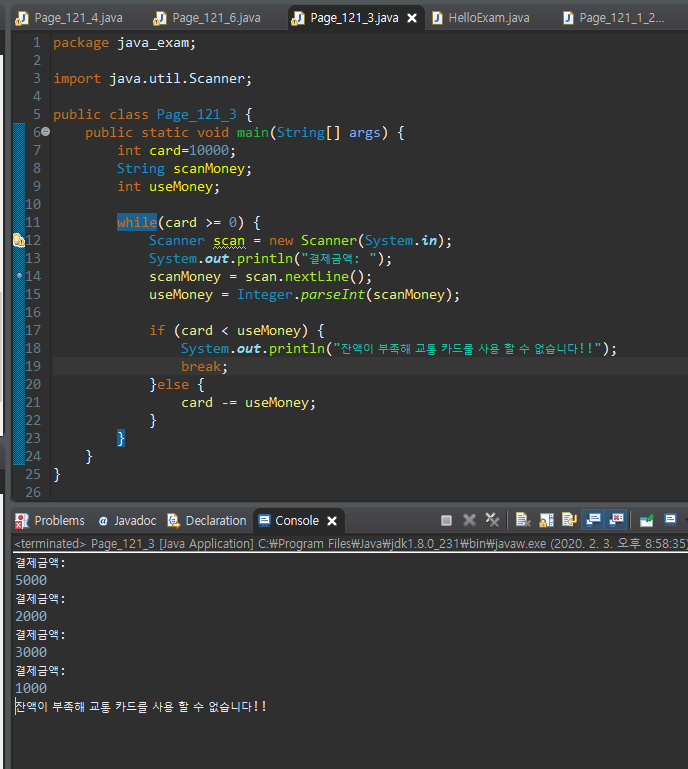 Page_121_4.java Page_121_6.java Page_121_3.java HelloExam.java Page_121_1_2...
1 package java_exam;
2
3 import java.util.Scanner;
4
5 public class Page_121_3 {
6 public static void main(String[] args) {
7 int card=10000;
8 String scanMoney;
9 int useMoney;
10
11 while(card >= 0) {
12 Scanner scan = new Scanner(System.in);
13 System.out.println("결제금액: ");
14 scanMoney = scan.nextLine();
15 useMoney = Integer.parseInt(scanMoney);
16
17 if (card < useMoney) {
18 System.out.println("잔액이 부족해 교통 카드를 사용 할 수 없습니다!!");
19 break;
20 }else {
21 card -= useMoney;
22 }
23 }
24 }
25 }
26
Problems @ Javadoc Declaration Console
<terminated> Page_121_3 [Java Application] C:₩Program Files₩Java₩jdk1.8.0_231₩bin₩javaw.exe (2020. 2. 3. 오후 8:58:35)
결제금액:
5000
결제금액:
2000
결제금액:
3000
결제금액:
1000
잔액이 부족해 교통 카드를 사용 할 수 없습니다!!